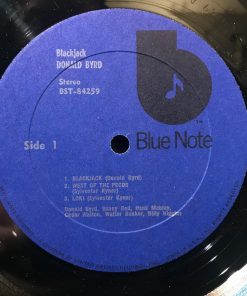 Blackjack
DONALD BYRD
Stereo
BST-84259
b
Side 1
Blue Note
1. BLACKJACK (Donald Byrd)
2. WEST OF THE PECOS
(Sylvester Kyner)
3. LOKI (Sylvester Kyner)
Donald Byrd, Sonny Red, Hank Mobley,
Cedar Walton, Walter Booker, Billy Higgins